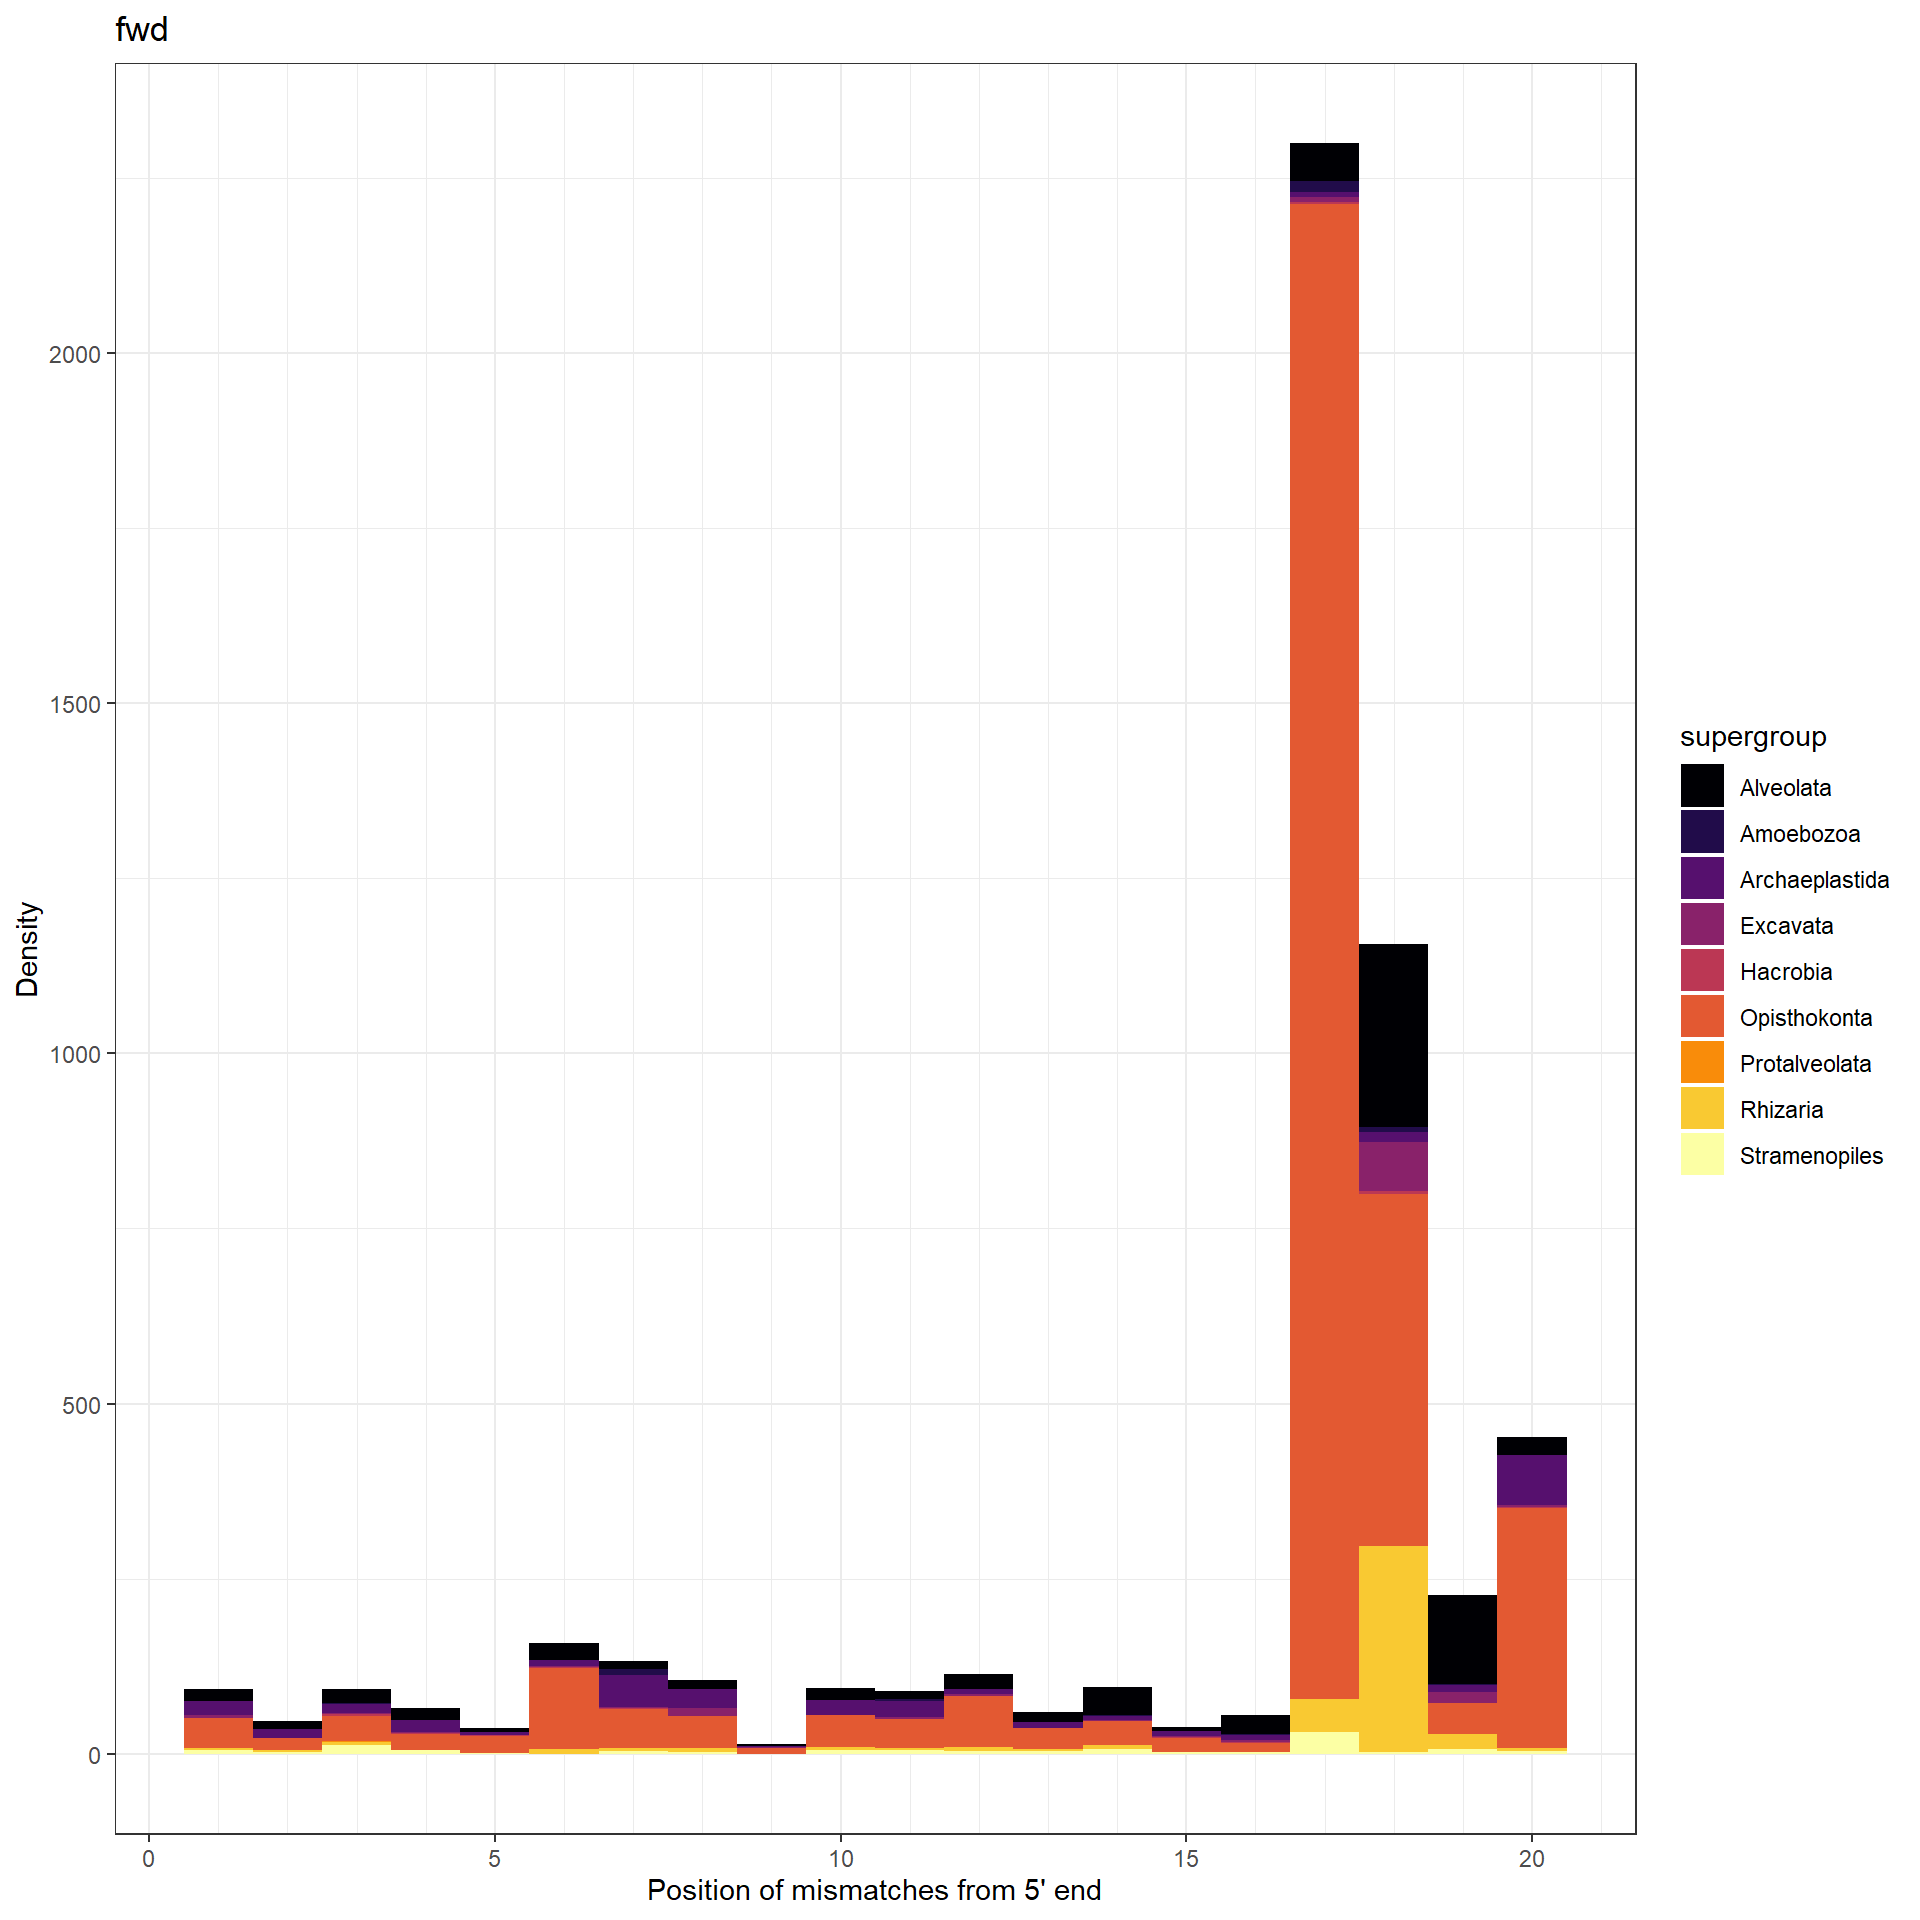 fwd
Density
2000
1500
1000
500
0
0 5 10 15 20
Position of mismatches from 5' end
supergroup
Alveolata
Amoebozoa
Archaeplastida
Excavata
Hacrobia
Opisthokonta
Protalveolata
Rhizaria
Stramenopiles